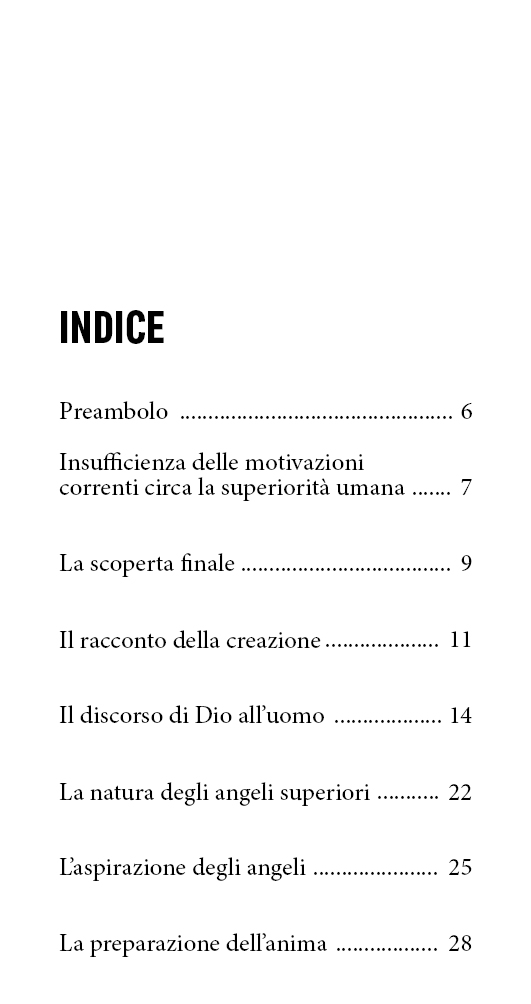 INDICE
Preambolo ................................................ 6
Insufficienza delle motivazioni
correnti circa la superiorità umana ....... 7
La scoperta finale ..................................... 9
Il racconto della creazione .................... 11
Il discorso di Dio all’uomo ................... 14
La natura degli angeli superiori ........... 22
L’aspirazione degli angeli ...................... 25
La preparazione dell’anima .................. 28